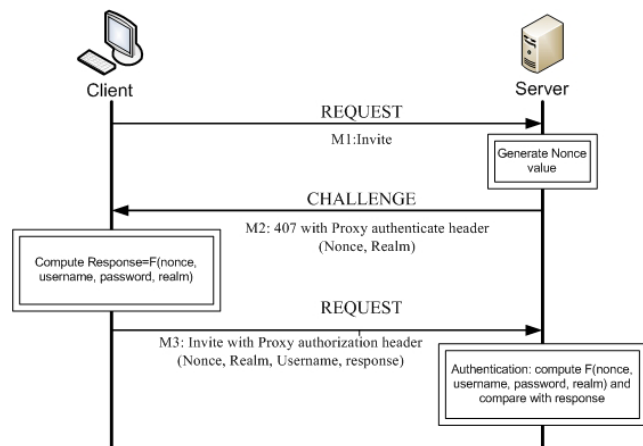 Client
Server
REQUEST
M1:Invite
Generate Nonce
value
CHALLENGE
M2: 407 with Proxy authenticate header
(Nonce, Realm)
Compute Response=F(nonce,
username, password, realm)
REQUEST
M3: Invite with Proxy authorization header
(Nonce, Realm, Username, response)
Authentication: compute F(nonce,
username, password, realm) and
compare with response